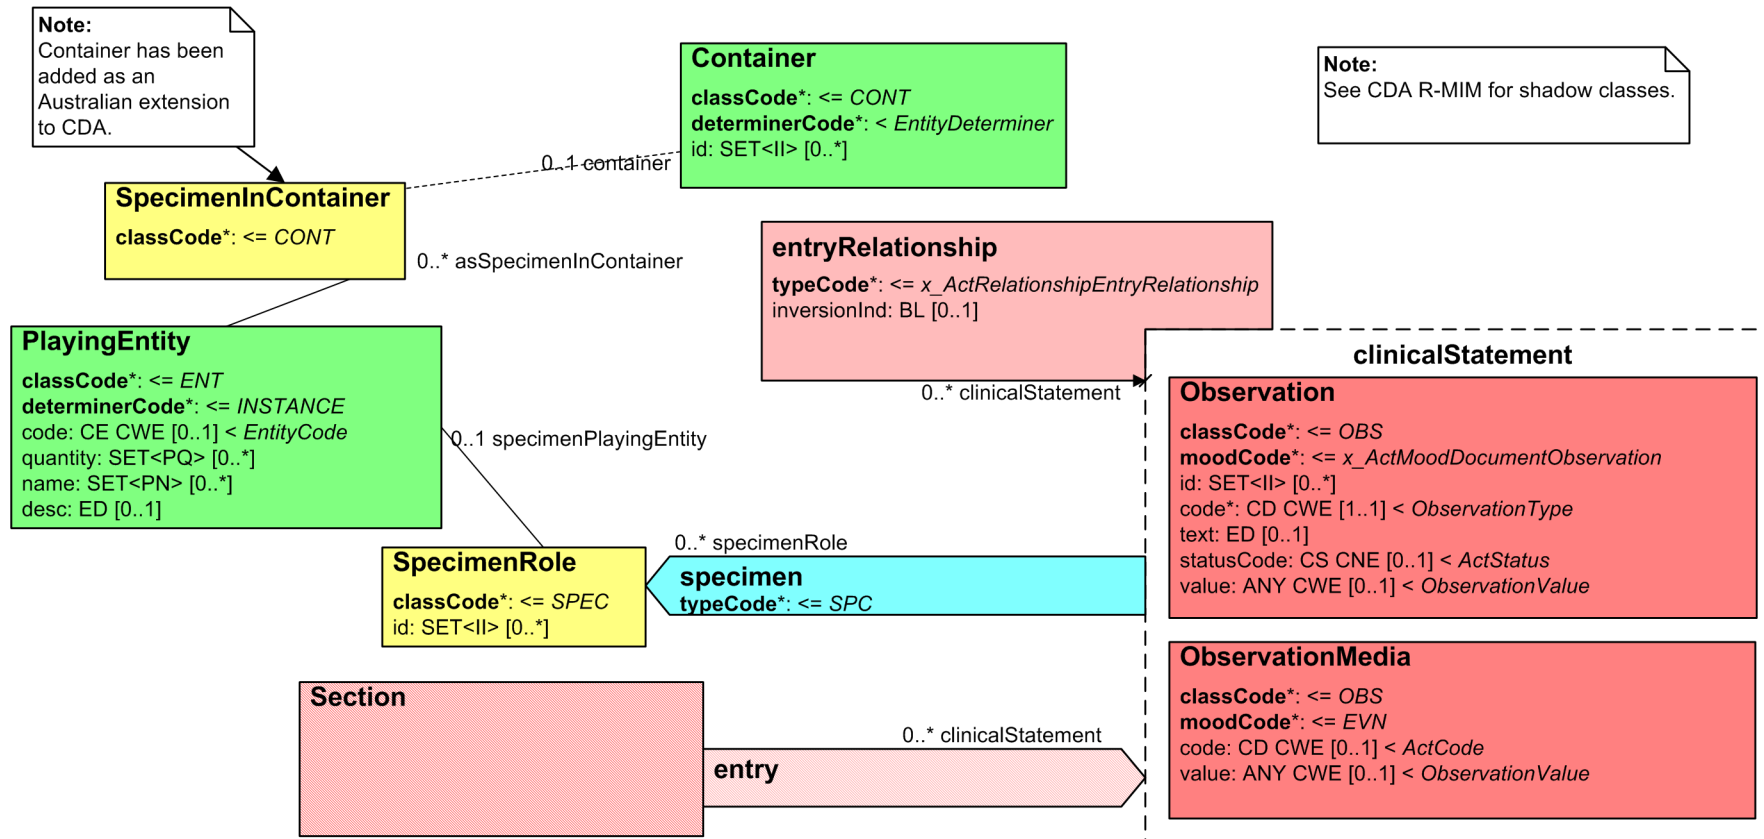 Note:
Container has been
added as an
Australian extension
to CDA.
Container
classCode*: <= CONT
determinerCode*: < EntityDeterminer
id: SET<II> [0..*]
Note:
See CDA R-MIM for shadow classes.
0..1 container
SpecimenInContainer
classCode*: <= CONT
0..* asSpecimenInContainer
entryRelationship
typeCode*: <= x_ActRelationshipEntryRelationship
inversionInd: BL [0..1]
0..* clinicalStatement
PlayingEntity
classCode*: <= ENT
determinerCode*: <= INSTANCE
code: CE CWE [0..1] < EntityCode
quantity: SET<PQ> [0..*]
name: SET<PN> [0..*]
desc: ED [0..1]
0..1 specimenPlayingEntity
clinicalStatement
Observation
classCode*: <= OBS
moodCode*: <= x_ActMoodDocumentObservation
id: SET<II> [0..*]
code*: CD CWE [1..1] < ObservationType
text: ED [0..1]
statusCode: CS CNE [0..1] < ActStatus
value: ANY CWE [0..1] < ObservationValue
0..* specimenRole
specimen
typeCode*: <= SPC
SpecimenRole
classCode*: <= SPEC
id: SET<II> [0..*]
ObservationMedia
classCode*: <= OBS
moodCode*: <= EVN
code: CD CWE [0..1] < ActCode
value: ANY CWE [0..1] < ObservationValue
Section
0..* clinicalStatement
entry